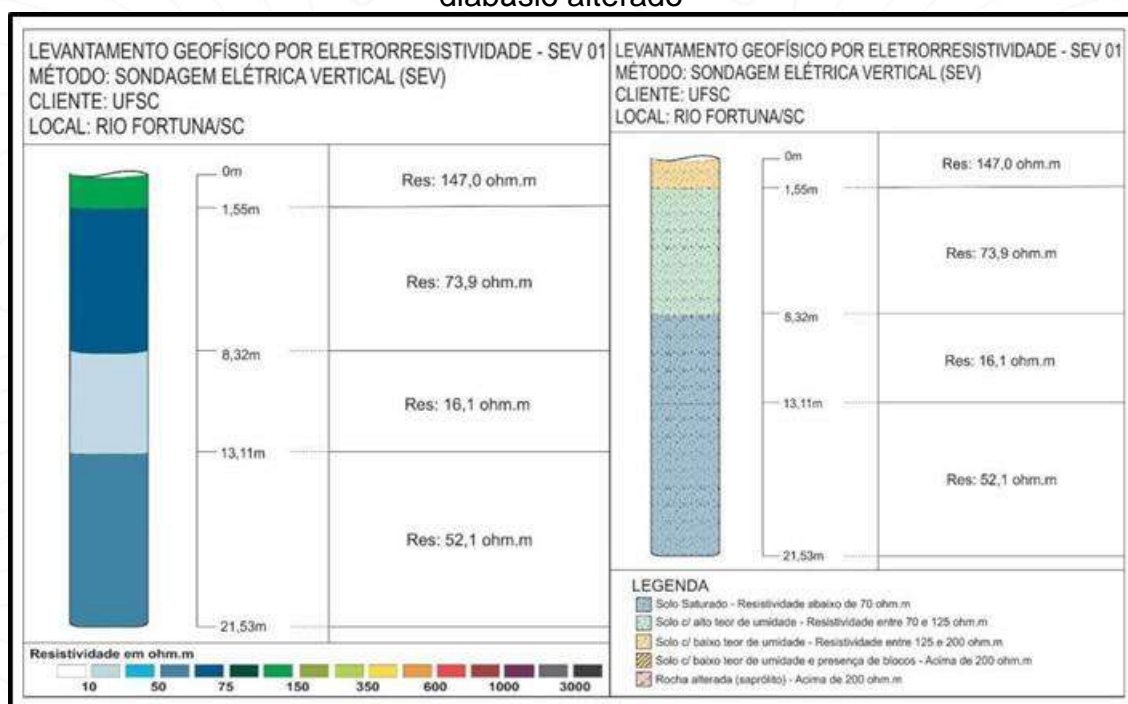 diabásio alterado
LEVANTAMENTO GEOFÍSICO POR ELETRORRESISTIVIDADE - SEV 01
MÉTODO: SONDAGEM ELÉTRICA VERTICAL (SEV)
CLIENTE: UFSC
LOCAL: RIO FORTUNA/SC
0m
Res: 147,0 ohm.m
1,55m
Res: 73,9 ohm.m
8,32m
Res: 16,1 ohm.m
13,11m
Res: 52,1 ohm.m
21,53m
Resistividade em ohm.m
10 50 75 150 350 600 1000 3000
LEVANTAMENTO GEOFÍSICO POR ELETRORRESISTIVIDADE - SEV 01
MÉTODO: SONDAGEM ELÉTRICA VERTICAL (SEV)
CLIENTE: UFSC
LOCAL: RIO FORTUNA/SC
0m
Res: 147,0 ohm.m
1,55m
Res: 73,9 ohm.m
8,32m
Res: 16,1 ohm.m
13,11m
Res: 52,1 ohm.m
21,53m
LEGENDA
Solo Saturado - Resistividade abaixo de 70 ohm.m
Solo c/ alto teor de umidade - Resistividade entre 70 e 125 ohm.m
Solo c/ baixo teor de umidade - Resistividade entre 125 e 200 ohm.m
Solo c/ baixo teor de umidade e presença de blocos - Acima de 200 ohm.m
Rocha alterada (saprólito) - Acima de 200 ohm.m